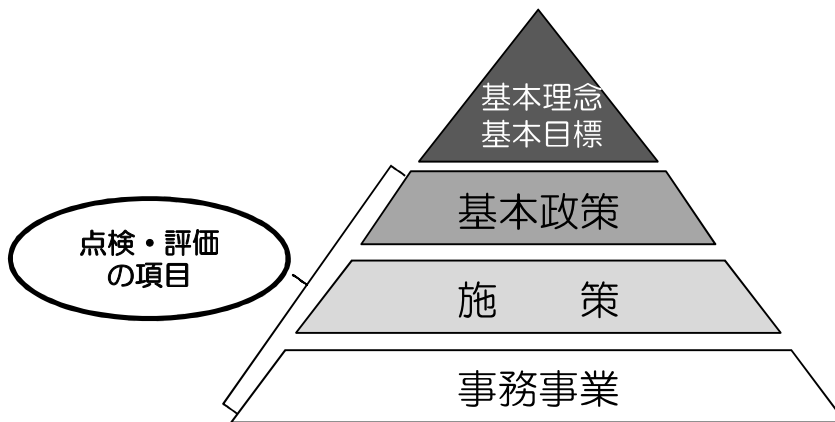 基本理念
基本目標
基本政策
点検・評価
の項目
施　　策
事務事業